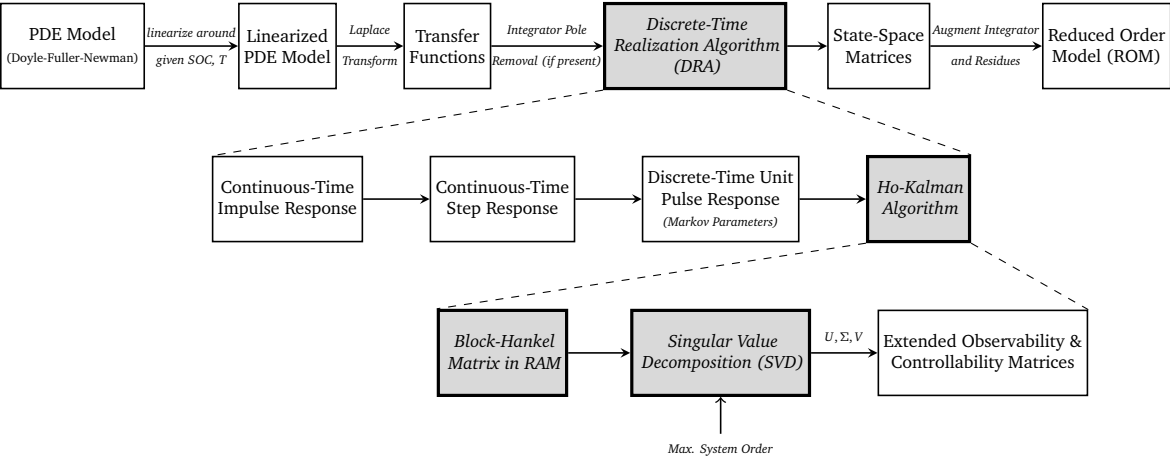 PDE Model
(Doyle-Fuller-Newman)
linearize around
given SOC, T
Linearized
PDE Model
Laplace
Transform
Transfer
Functions
Integrator Pole
Removal (if present)
Discrete-Time
Realization Algorithm
(DRA)
State-Space
Matrices
Augment Integrator
and Residues
Reduced Order
Model (ROM)
Continuous-Time
Impulse Response
Continuous-Time
Step Response
Discrete-Time Unit
Pulse Response
(Markov Parameters)
Ho-Kalman
Algorithm
Block-Hankel
Matrix in RAM
Singular Value
Decomposition (SVD)
U, Σ, V
Extended Observability &
Controllability Matrices
Max. System Order